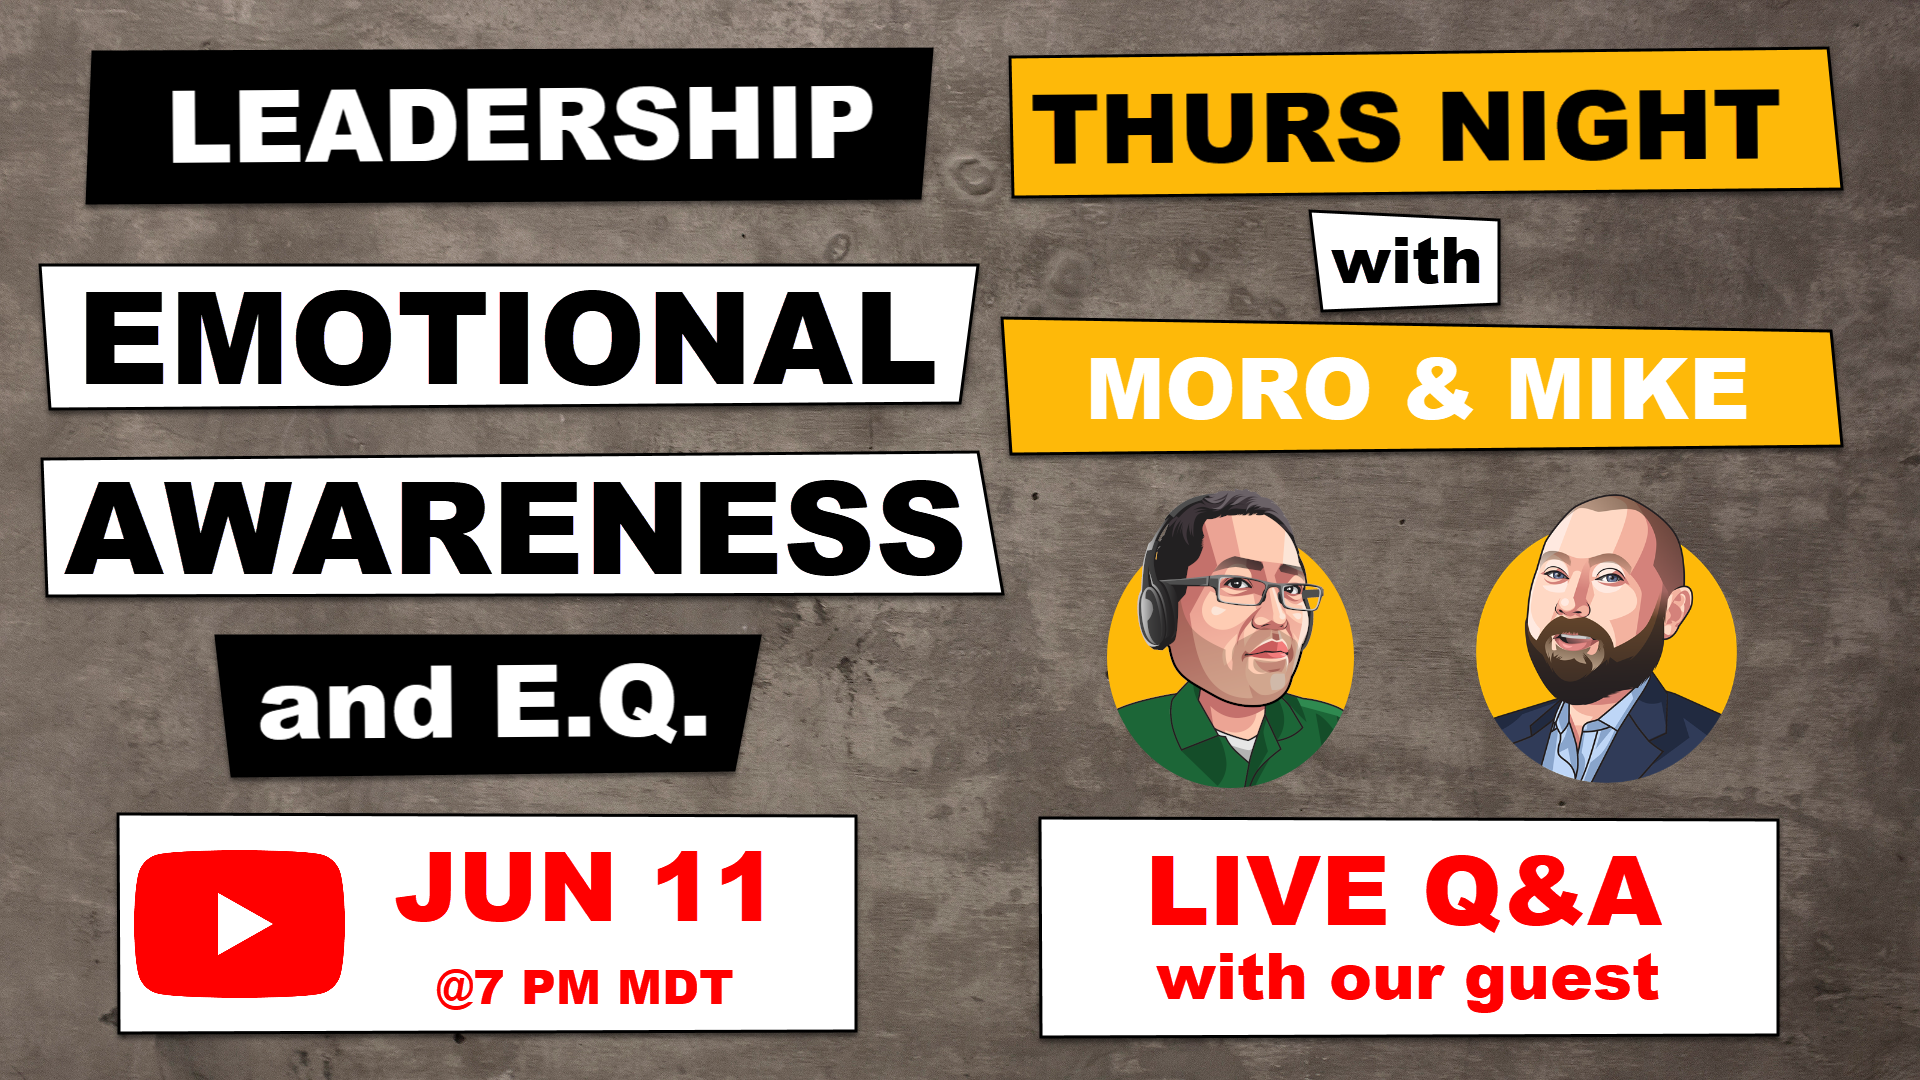 LEADERSHIP
EMOTIONAL
AWARENESS
and E.Q.
JUN 11
@7 PM MDT
THURS NIGHT
with
MORO & MIKE
LIVE Q&A
with our guest